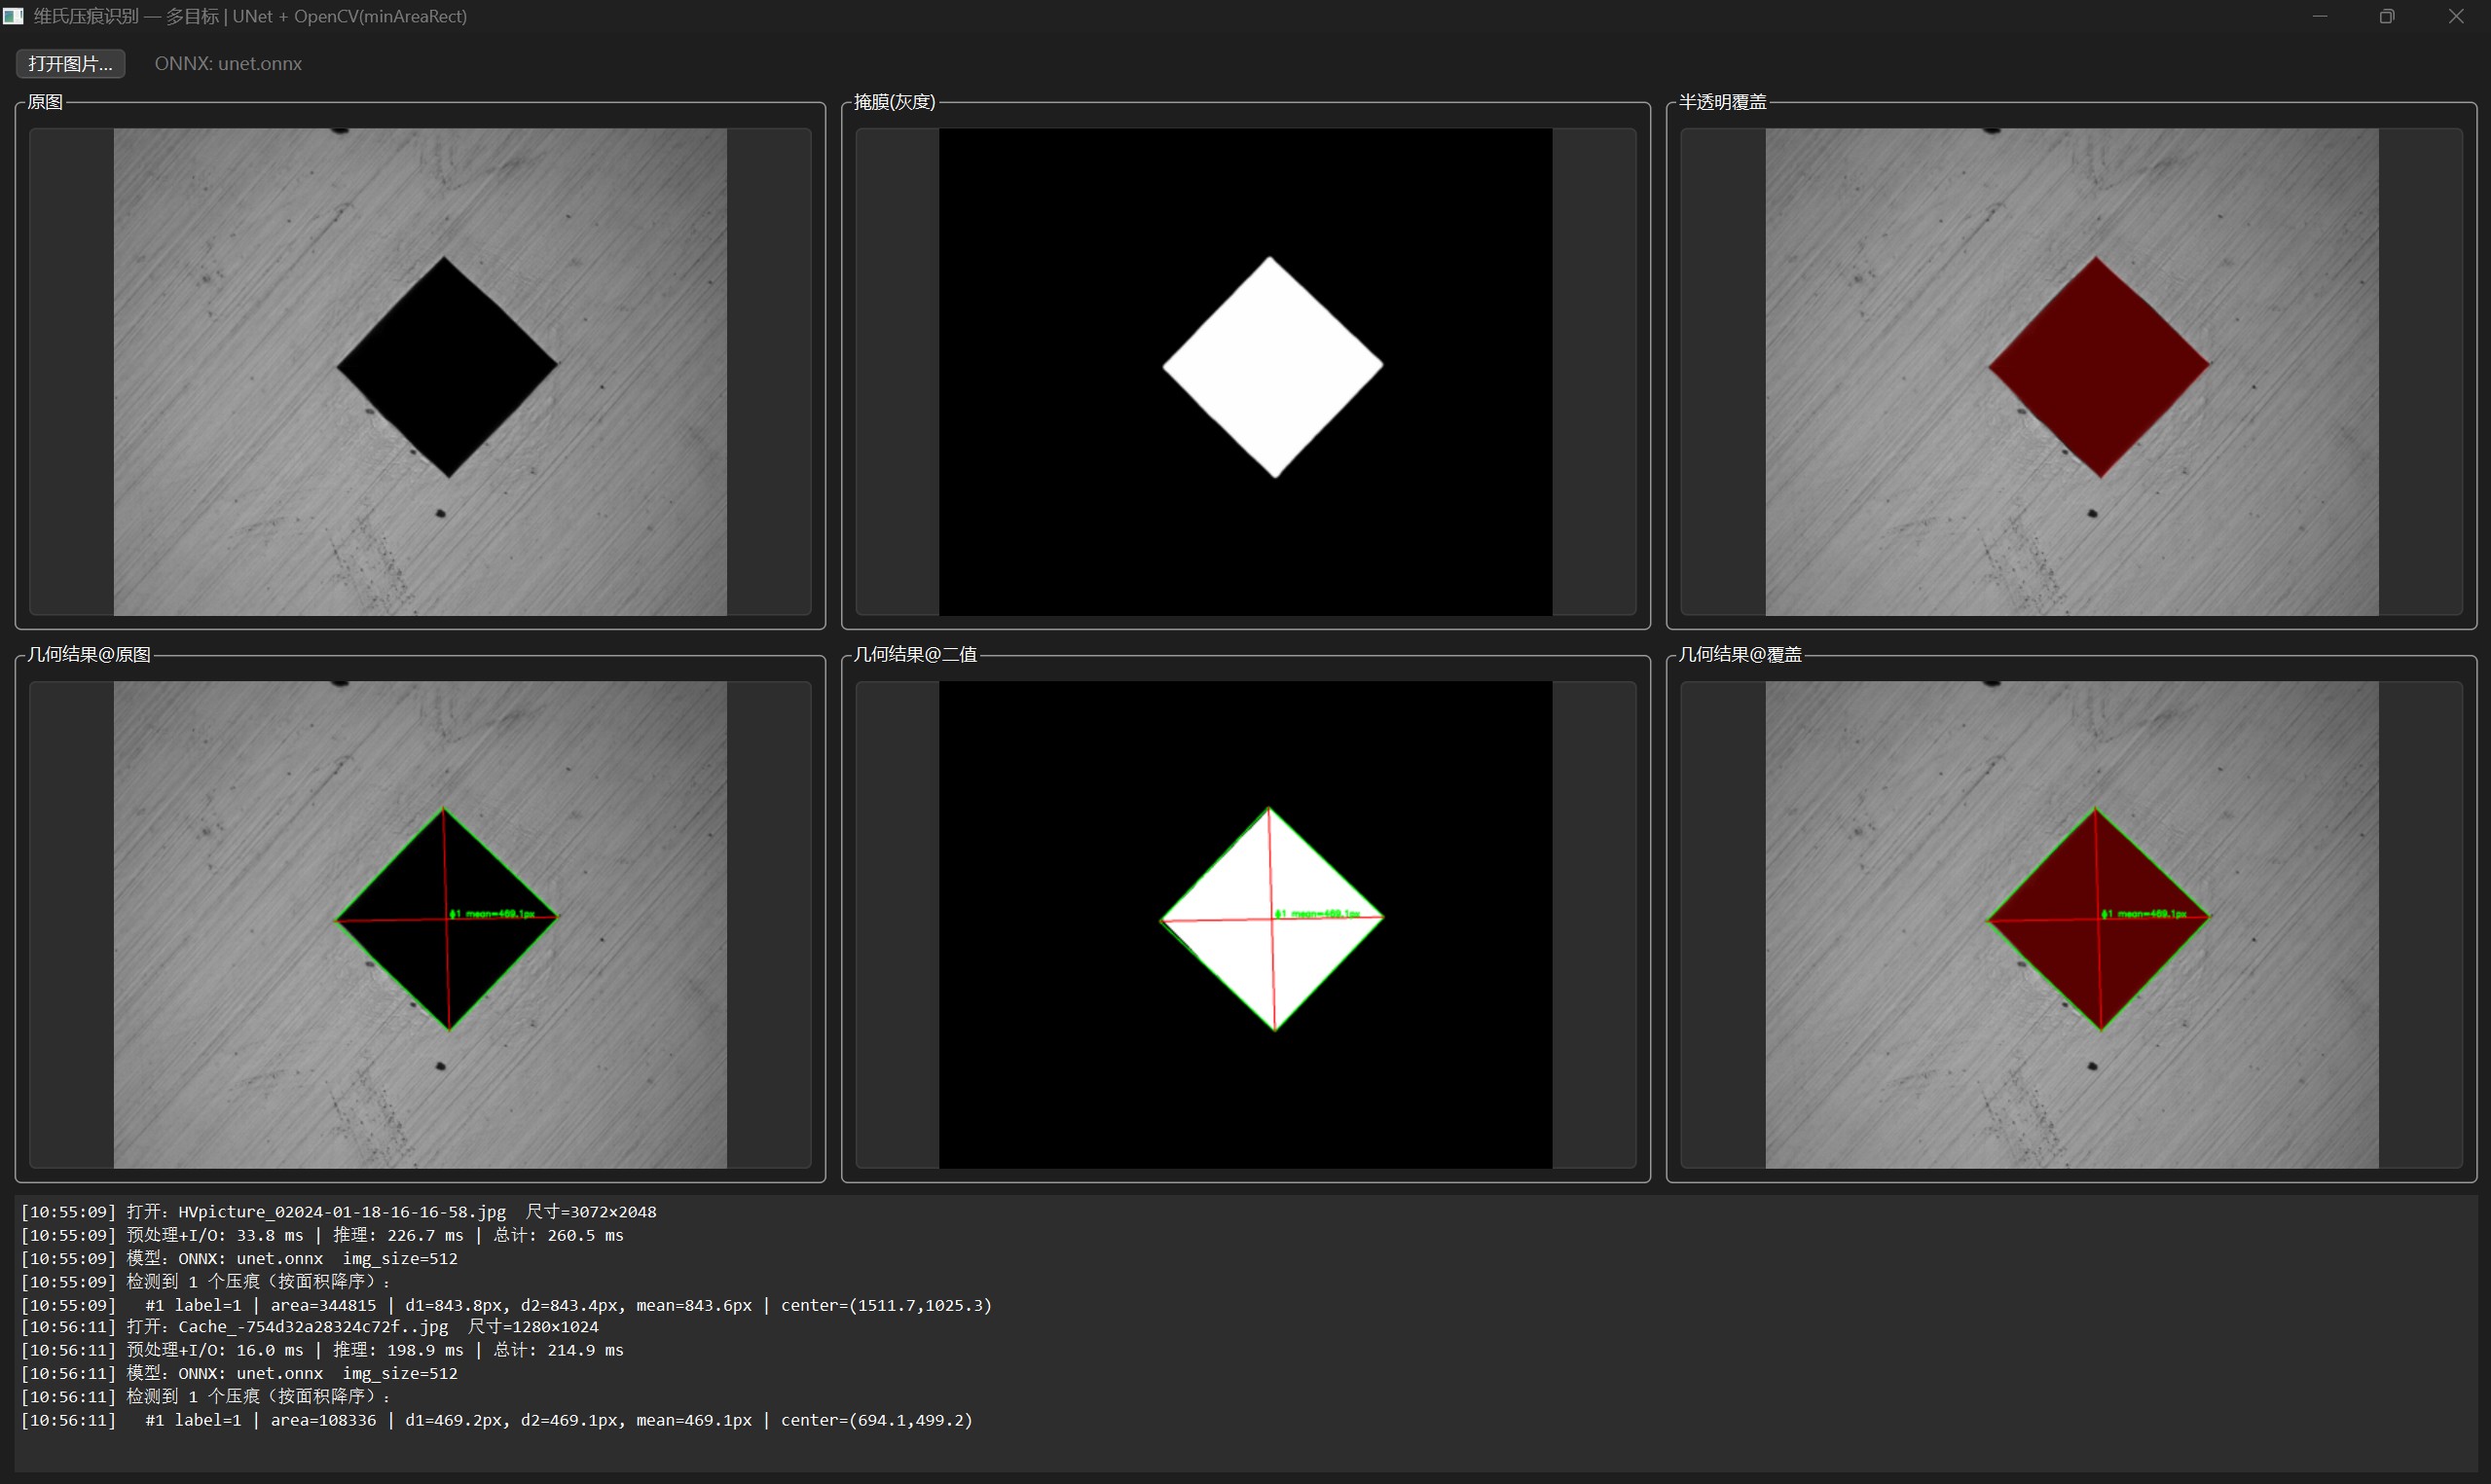 维氏压痕识别 — 多目标 | UNet + OpenCV(minAreaRect)
打开图片... ONNX: unet.onnx
原图
掩膜(灰度)
半透明覆盖
几何结果@原图
几何结果@二值
几何结果@覆盖
#1 mean=469.1px
#1 mean=469.1px
#1 mean=469.1px
[10:55:09] 打开: HVpicture_02024-01-18-16-16-58.jpg 尺寸=3072×2048
[10:55:09] 预处理+I/O: 33.8 ms | 推理: 226.7 ms | 总计: 260.5 ms
[10:55:09] 模型: ONNX: unet.onnx img_size=512
[10:55:09] 检测到 1 个压痕（按面积降序）:
[10:55:09] #1 label=1 | area=344815 | d1=843.8px, d2=843.4px, mean=843.6px | center=(1511.7,1025.3)
[10:56:11] 打开: Cache_-754d32a28324c72f..jpg 尺寸=1280×1024
[10:56:11] 预处理+I/O: 16.0 ms | 推理: 198.9 ms | 总计: 214.9 ms
[10:56:11] 模型: ONNX: unet.onnx img_size=512
[10:56:11] 检测到 1 个压痕（按面积降序）:
[10:56:11] #1 label=1 | area=108336 | d1=469.2px, d2=469.1px, mean=469.1px | center=(694.1,499.2)